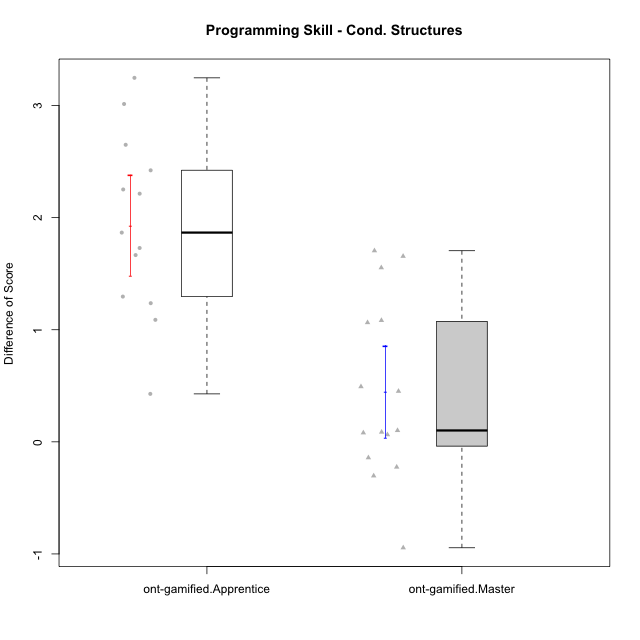 Programming Skill - Cond. Structures
Difference of Score
3
2
1
0
-1
ont-gamified.Apprentice
ont-gamified.Master